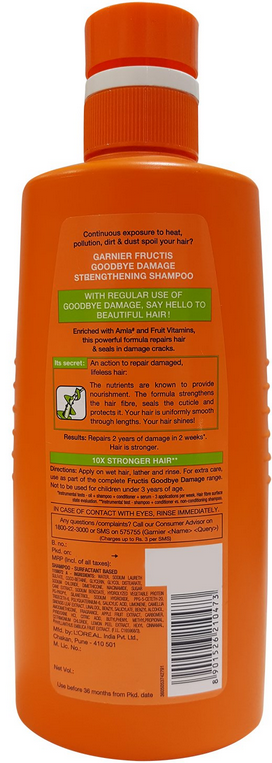 Continuous exposure to heat,
pollution, dirt & dust spoil your hair?
GARNIER FRUCTIS
GOODBYE DAMAGE
STRENGTHENING SHAMPOO
WITH REGULAR USE OF
GOODBYE DAMAGE, SAY HELLO TO
BEAUTIFUL HAIR !
Enriched with Amla# and Fruit Vitamins,
this powerful formula repairs hair
& seals in damage cracks.
Its secret: An action to repair damaged,
lifeless hair:
The nutrients are known to provide
nourishment. The formula strengthens
the hair fibre, seals the cuticle and
protects it. Your hair is uniformly smooth
through lengths. Your hair shines!
Results: Repairs 2 years of damage in 2 weeks*.
Hair is stronger.
10X STRONGER HAIR**
Directions: Apply on wet hair, lather and rinse. For extra care,
use as part of the complete Fructis Goodbye Damage Range.
Not to be used for children under 3 years of age.
IN CASE OF CONTACT WITH EYES, RINSE IMMEDIATELY.
Any questions /complaints? Call our Consumer Advisor on
1800-22-3000 or SMS on 575755 (Garnier <Name> <Query>)
(Charges up to Rs. 3 per SMS)
B. no.:
Pkd. on:
MRP (Incl. of all taxes):
SHAMPOO - SURFACTANT BASED
Mfd. by: L'OREAL India Pvt. Ltd.
Chakan, Pune - 410 501
M. Lic. No.:
Net Vol.:
Use before 36 months from Pkd. date
8 901526 210473